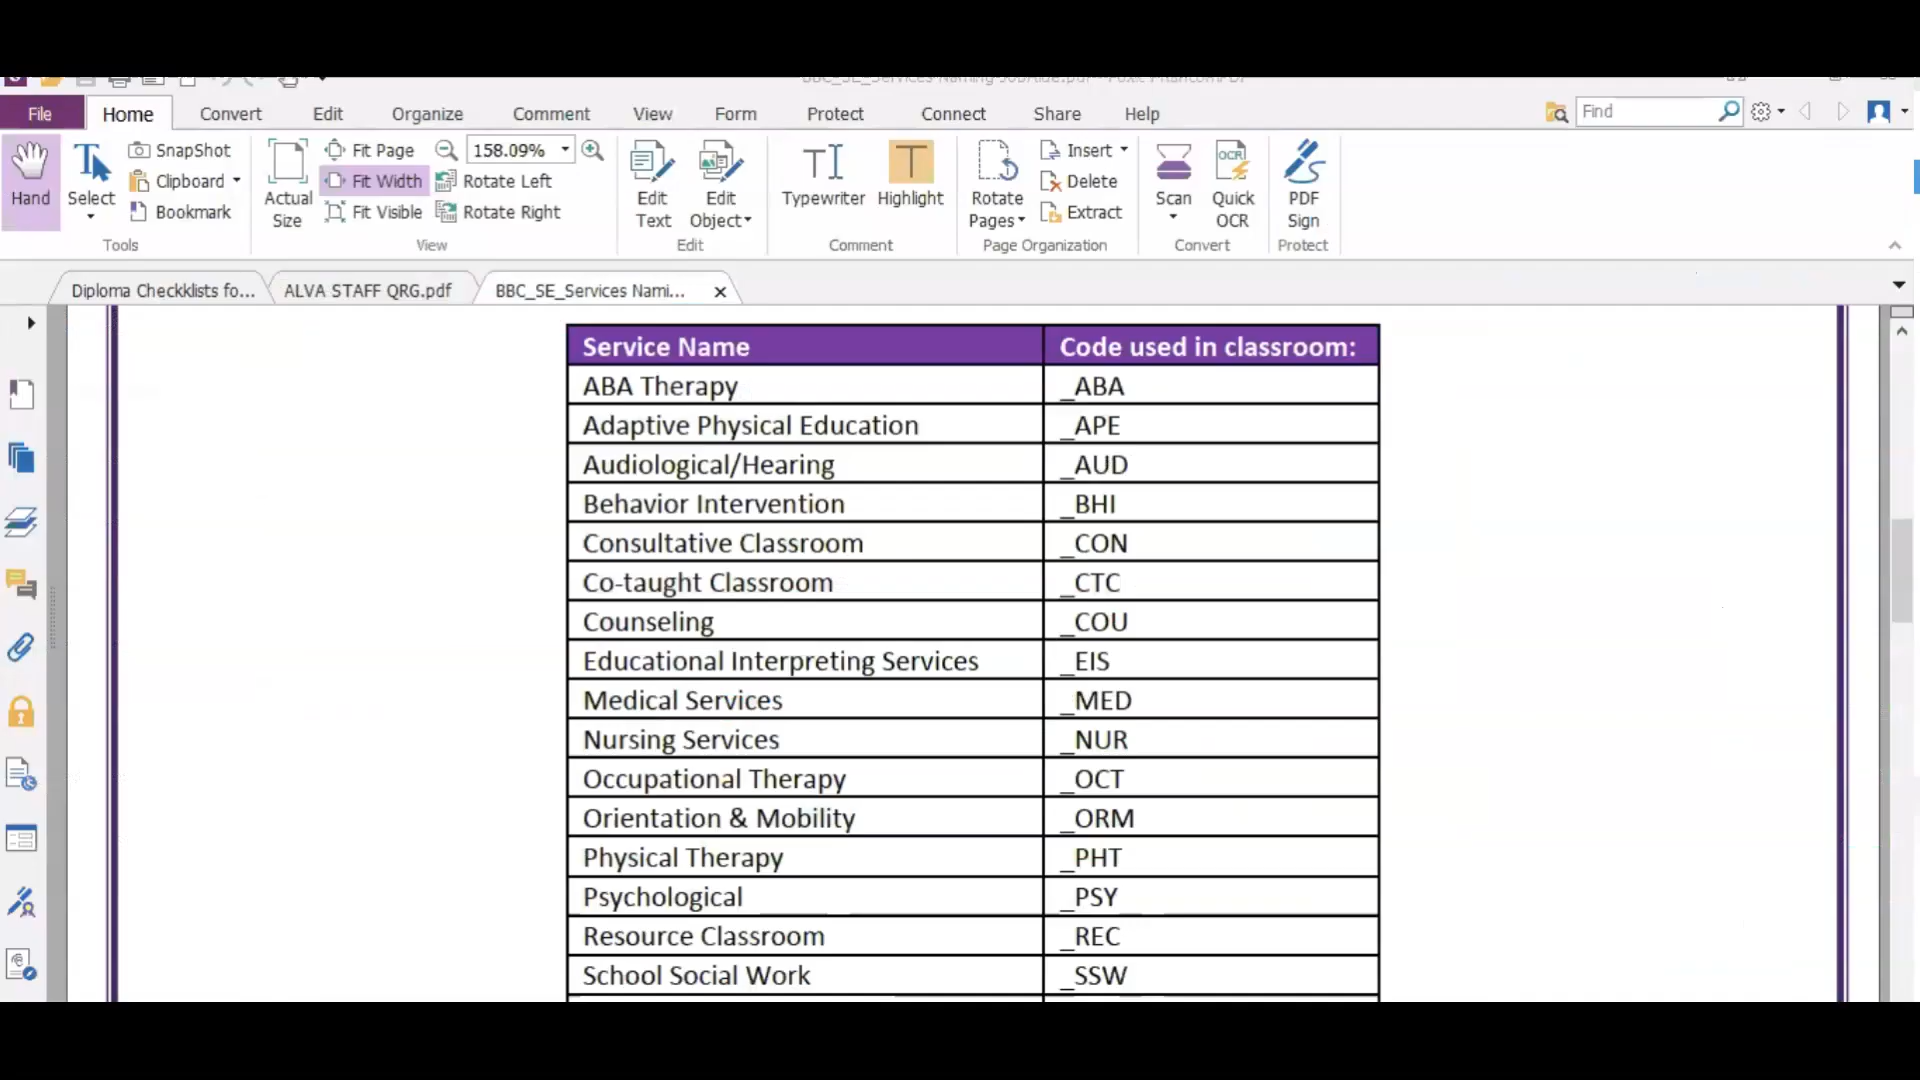 File Home Convert Edit Organize Comment View Form Protect Connect Share Help Find
Hand Select SnapShot Clipboard Bookmark Tools
Actual Size Fit Page Fit Width Fit Visible 158.09% Rotate Left Rotate Right View
Edit Text Edit Object Edit
Typewriter Highlight Comment
Rotate Pages Insert Delete Extract Page Organization
Scan Quick OCR Convert
PDF Sign Protect
Diploma Checkklists fo... ALVA STAFF QRG.pdf BBC_SE_Services Nami...
Service Name Code used in classroom:
ABA Therapy _ABA
Adaptive Physical Education _APE
Audiological/Hearing _AUD
Behavior Intervention _BHI
Consultative Classroom _CON
Co-taught Classroom _CTC
Counseling _COU
Educational Interpreting Services _EIS
Medical Services _MED
Nursing Services _NUR
Occupational Therapy _OCT
Orientation & Mobility _ORM
Physical Therapy _PHT
Psychological _PSY
Resource Classroom _REC
School Social Work _SSW